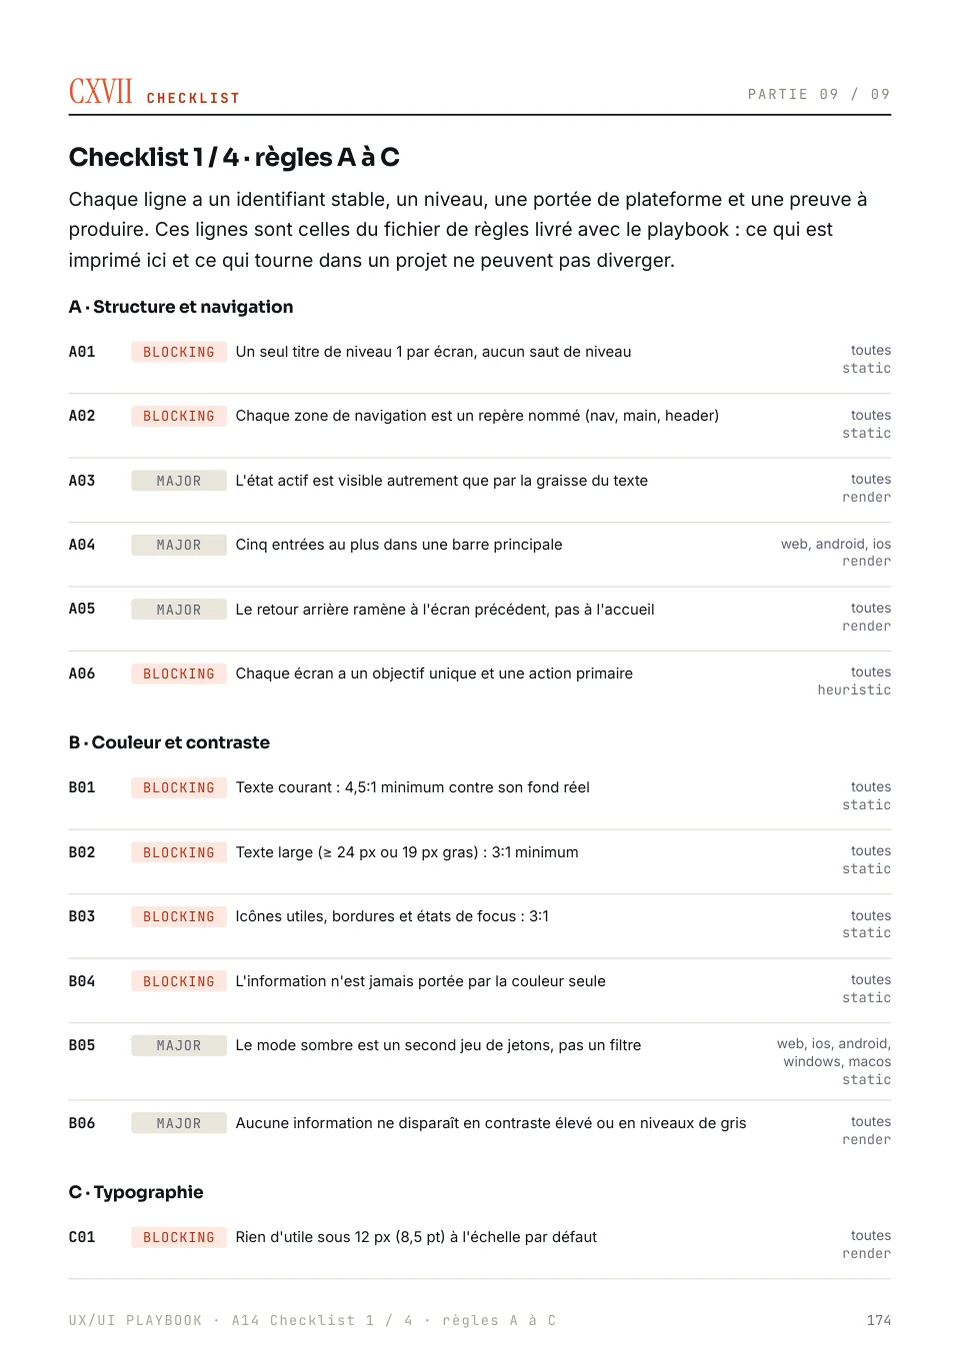 CXVII CHECKLIST
PARTIE 09 / 09
Checklist 1 / 4 · règles A à C
Chaque ligne a un identifiant stable, un niveau, une portée de plateforme et une preuve à
produire. Ces lignes sont celles du fichier de règles livré avec le playbook : ce qui est
imprimé ici et ce qui tourne dans un projet ne peuvent pas diverger.
A · Structure et navigation
A01 BLOCKING Un seul titre de niveau 1 par écran, aucun saut de niveau toutes
static
A02 BLOCKING Chaque zone de navigation est un repère nommé (nav, main, header) toutes
static
A03 MAJOR L'état actif est visible autrement que par la graisse du texte toutes
render
A04 MAJOR Cinq entrées au plus dans une barre principale web, android, ios
render
A05 MAJOR Le retour arrière ramène à l'écran précédent, pas à l'accueil toutes
render
A06 BLOCKING Chaque écran a un objectif unique et une action primaire toutes
heuristic
B · Couleur et contraste
B01 BLOCKING Texte courant : 4,5:1 minimum contre son fond réel toutes
static
B02 BLOCKING Texte large (≥ 24 px ou 19 px gras) : 3:1 minimum toutes
static
B03 BLOCKING Icônes utiles, bordures et états de focus : 3:1 toutes
static
B04 BLOCKING L'information n'est jamais portée par la couleur seule toutes
static
B05 MAJOR Le mode sombre est un second jeu de jetons, pas un filtre web, ios, android,
windows, macos
static
B06 MAJOR Aucune information ne disparaît en contraste élevé ou en niveaux de gris toutes
render
C · Typographie
C01 BLOCKING Rien d'utile sous 12 px (8,5 pt) à l'échelle par défaut toutes
render
UX/UI PLAYBOOK · A14 Checklist 1 / 4 · règles A à C 174